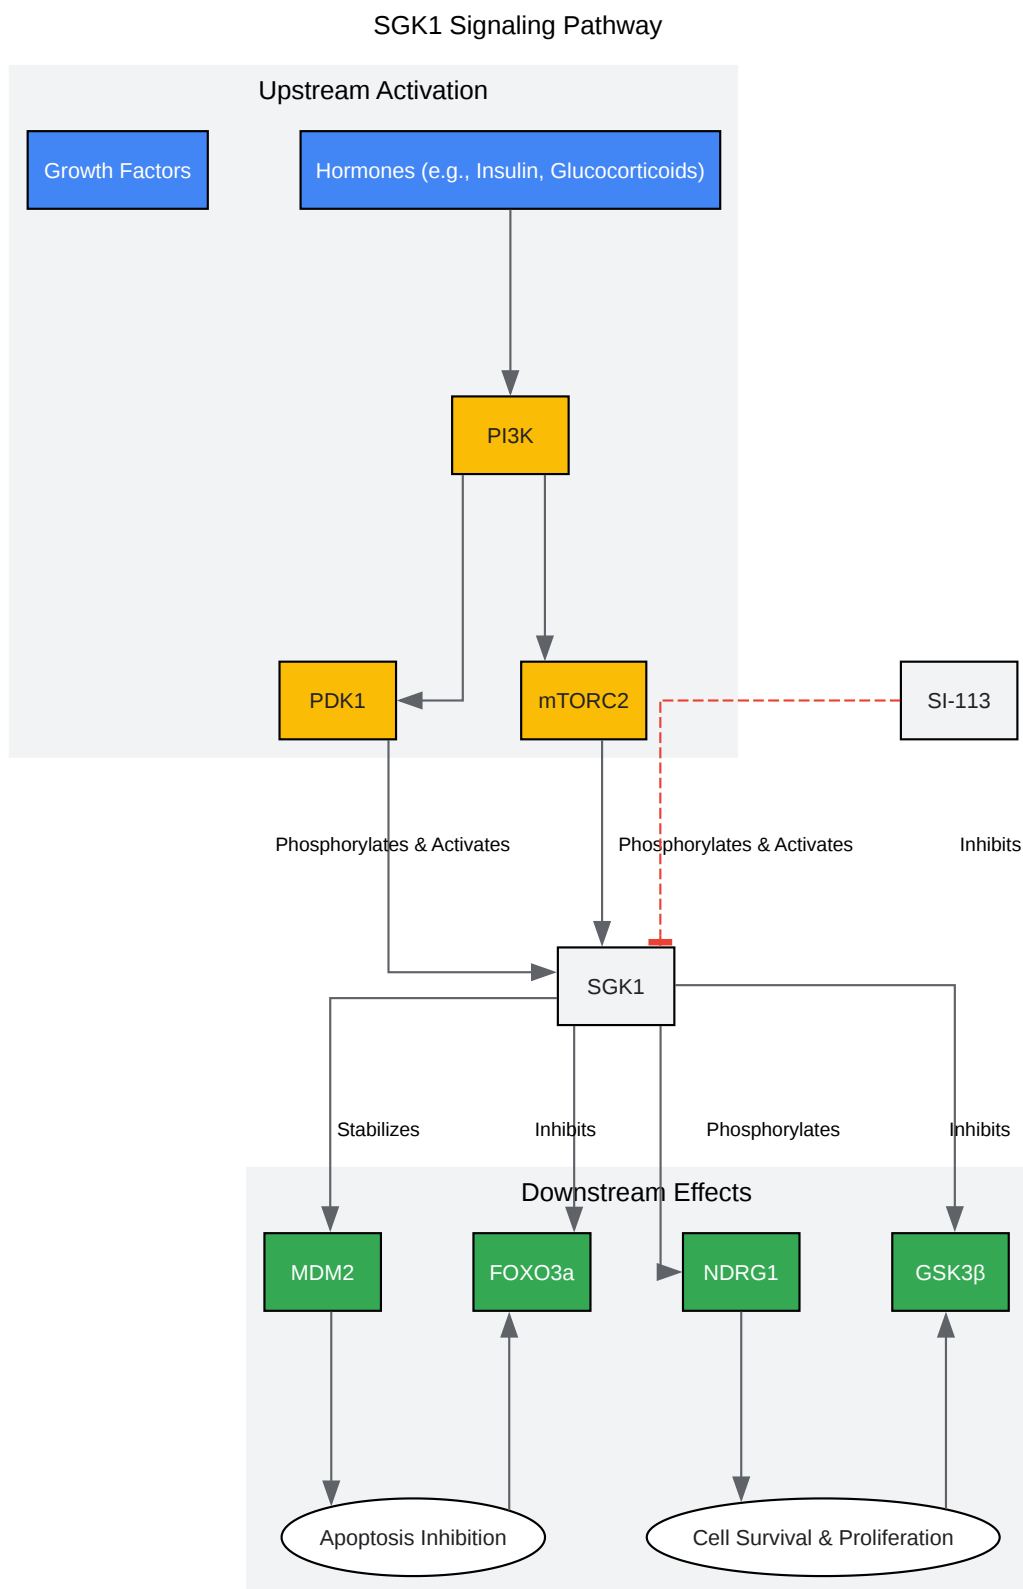 SGK1 Signaling Pathway
Upstream Activation
Growth Factors
Hormones (e.g., Insulin, Glucocorticoids)
PI3K
PDK1
mTORC2
SI-113
Phosphorylates & Activates
Phosphorylates & Activates
Inhibits
SGK1
Stabilizes
Inhibits
Phosphorylates
Inhibits
Downstream Effects
MDM2
FOXO3a
NDRG1
GSK3β
Apoptosis Inhibition
Cell Survival & Proliferation